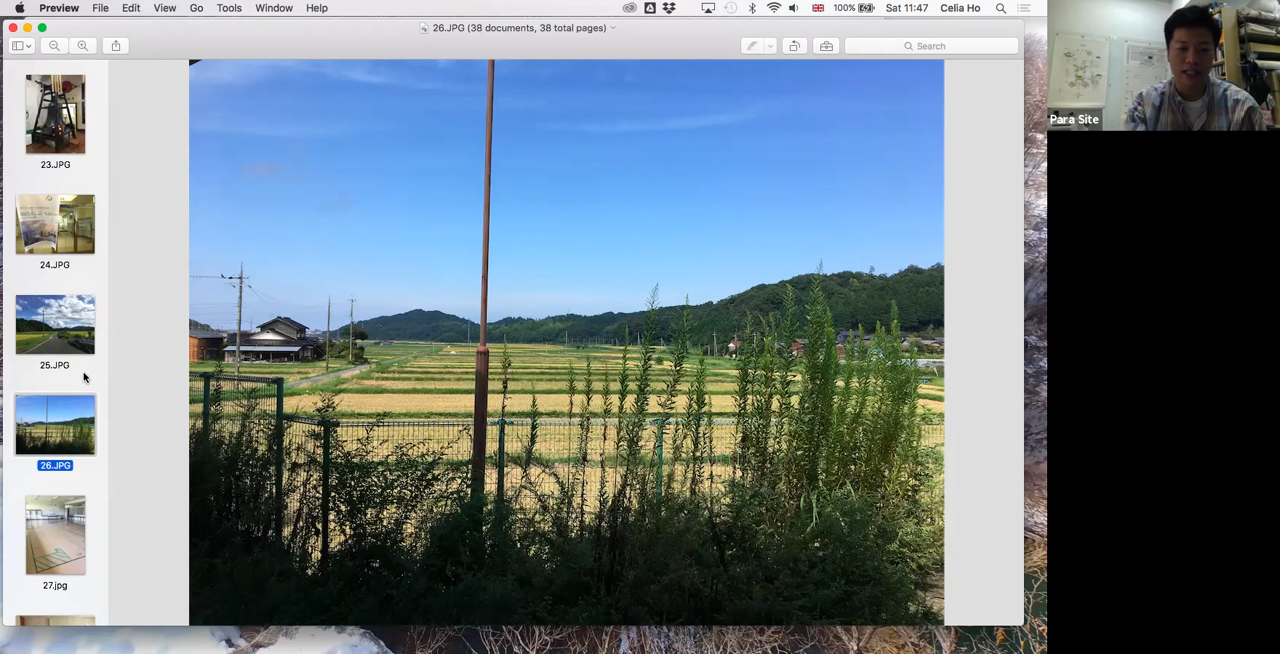 Preview File Edit View Go Tools Window Help 100% Sat 11:47 Celia Ho
26.JPG (38 documents, 38 total pages)
Search
23.JPG
24.JPG
25.JPG
26.JPG
27.jpg
Para Site